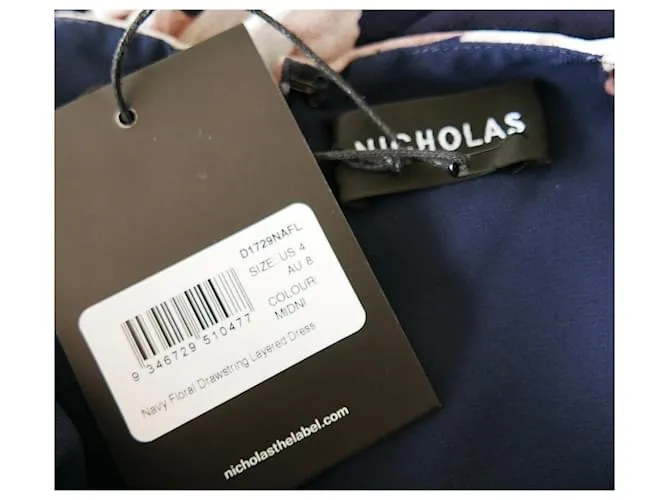 NICHOLAS
D1729NAFL
SIZE: US 4
AU 8
COLOUR:
MIDNI
9 346729 510477
Navy Floral Drawstring Layered Dress
nicholasthelabel.com